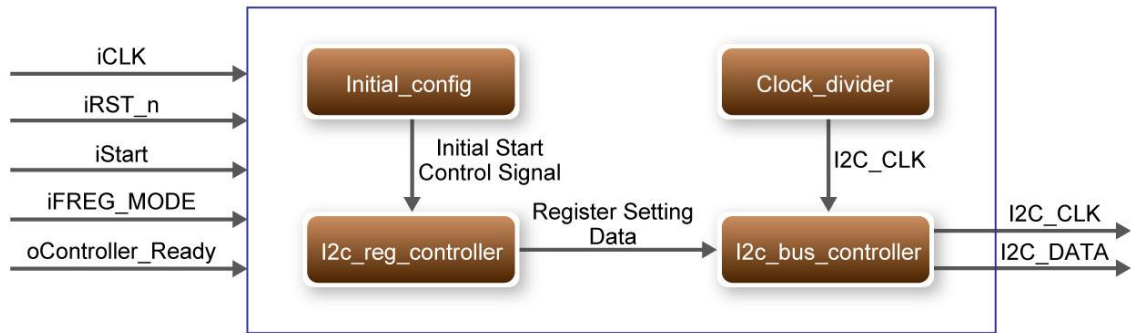 iCLK
iRST_n
iStart
iFREG_MODE
oController_Ready
Initial_config
Clock_divider
Initial Start
Control Signal
I2C_CLK
I2c_reg_controller
Register Setting
Data
I2c_bus_controller
I2C_CLK
I2C_DATA